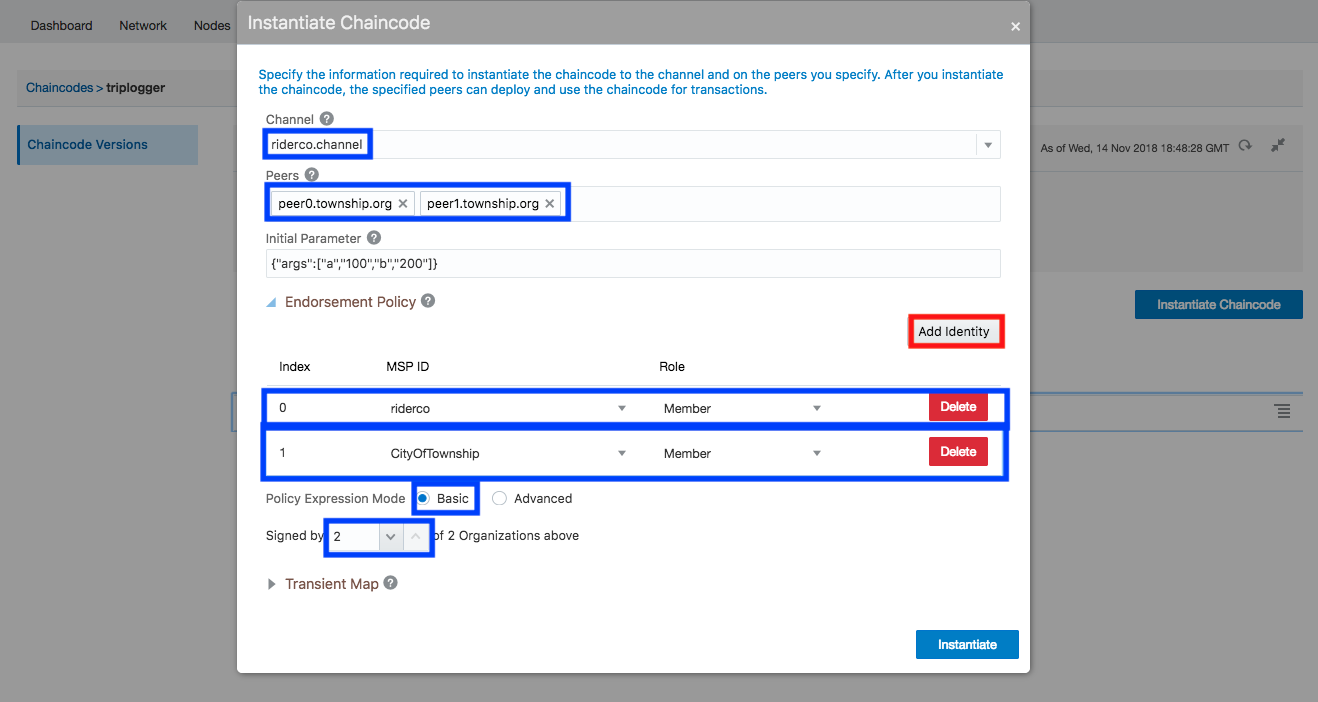 Dashboard Network Nodes
Instantiate Chaincode
×
Specify the information required to instantiate the chaincode to the channel and on the peers you specify. After you instantiate
the chaincode, the specified peers can deploy and use the chaincode for transactions.
Chaincodes > triplogger
Chaincode Versions
As of Wed, 14 Nov 2018 18:48:28 GMT
Channel ?
riderco.channel
Peers ?
peer0.township.org × peer1.township.org ×
Initial Parameter ?
{"args":["a","100","b","200"]}
Endorsement Policy ?
Instantiate Chaincode
Add Identity
Index MSP ID Role
0 riderco Member Delete
1 CityOfTownship Member Delete
Policy Expression Mode Basic Advanced
Signed by 2 of 2 Organizations above
Transient Map ?
Instantiate